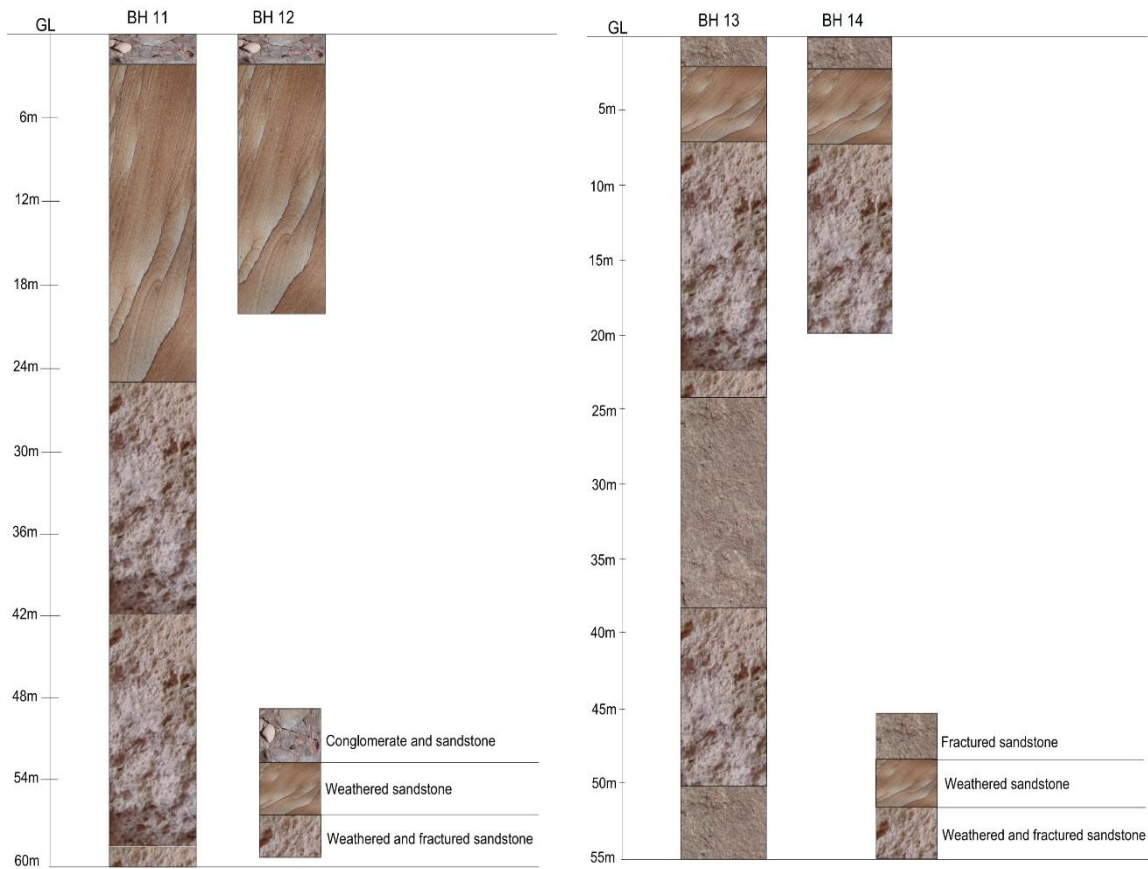 GL
BH 11
BH 12
6m
12m
18m
24m
30m
36m
42m
48m
54m
60m
Conglomerate and sandstone
Weathered sandstone
Weathered and fractured sandstone
GL
BH 13
BH 14
5m
10m
15m
20m
25m
30m
35m
40m
45m
50m
55m
Fractured sandstone
Weathered sandstone
Weathered and fractured sandstone